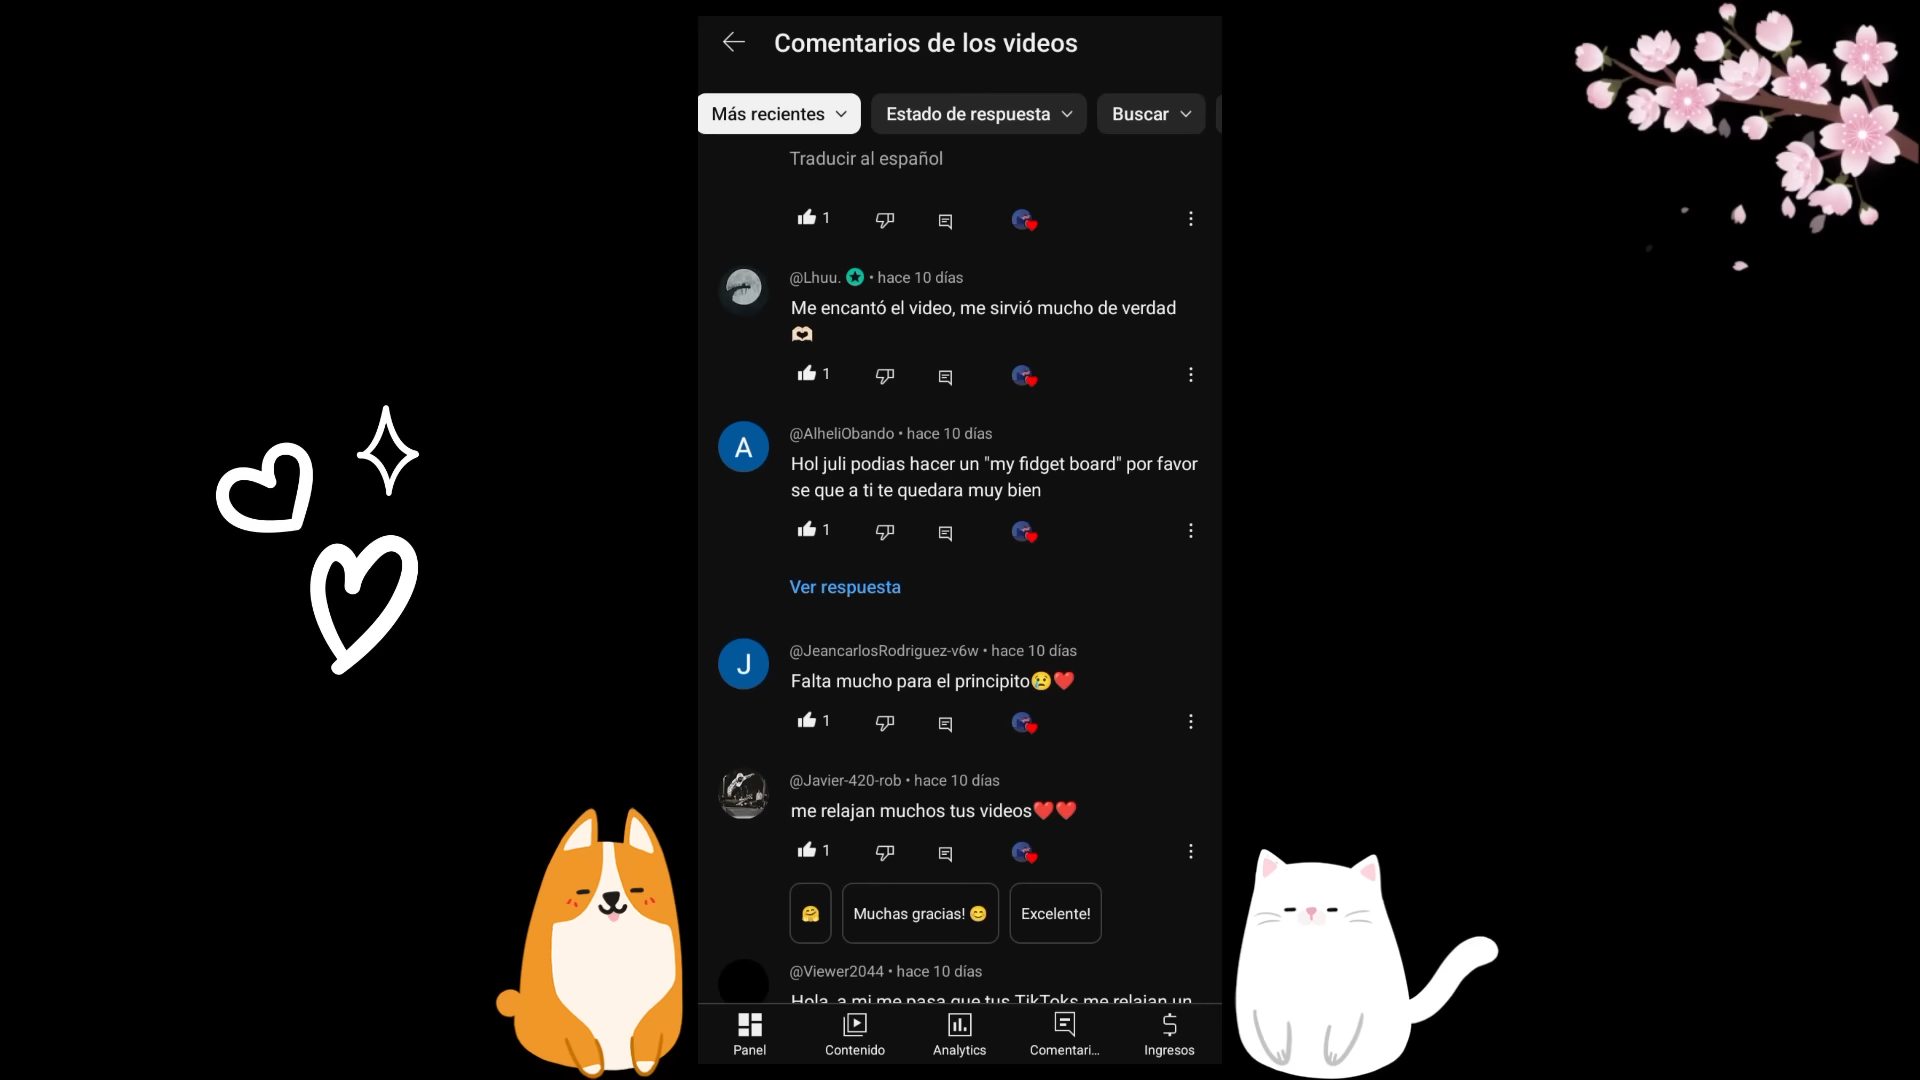 Comentarios de los videos
Más recientes
Estado de respuesta
Buscar
Traducir al español
1
@Lhuu. • hace 10 días
Me encantó el video, me sirvió mucho de verdad
🫶🏻
1
A
@AlheliObando • hace 10 días
Hol juli podias hacer un "my fidget board" por favor
se que a ti te quedara muy bien
1
Ver respuesta
J
@JeancarlosRodriguez-v6w • hace 10 días
Falta mucho para el principito😢❤️
1
@Javier-420-rob • hace 10 días
me relajan muchos tus videos❤️❤️
1
🤗
Muchas gracias! 😊
Excelente!
@Viewer2044 • hace 10 días
Hola, a mi me pasa que tus TikToks me relajan un
Panel
Contenido
Analytics
Comentari...
Ingresos